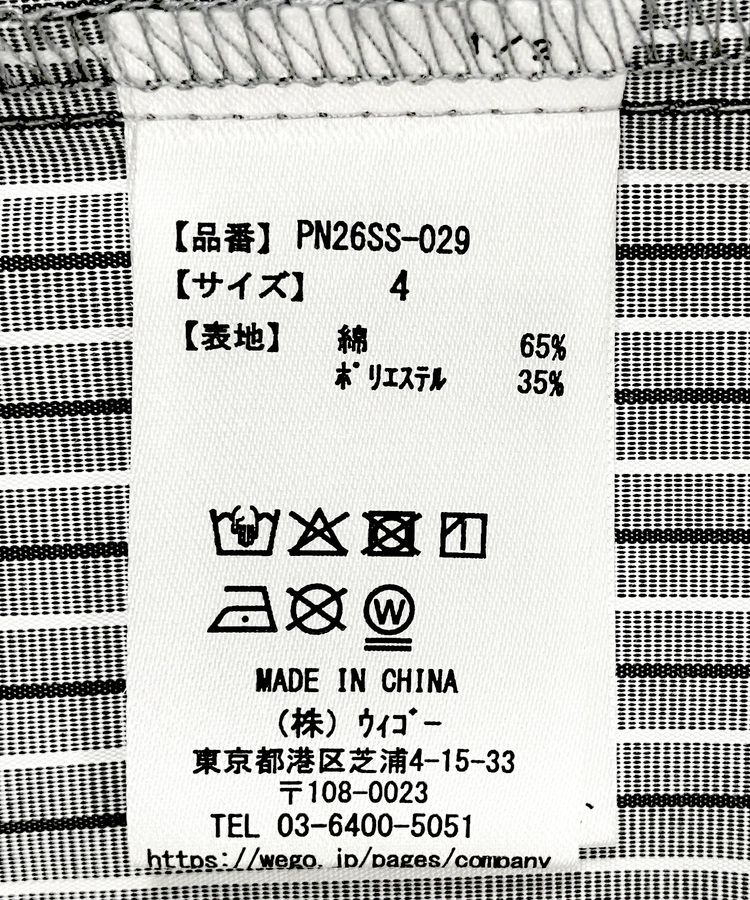 【品番】 PN26SS-029
【サイズ】 4
【表地】 綿 65%
ﾎﾟﾘｴｽﾃﾙ 35%
W
MADE IN CHINA
(株) ｳｨｺﾞｰ
東京都港区芝浦4-15-33
〒108-0023
TEL 03-6400-5051
https://wego.jp/pages/company